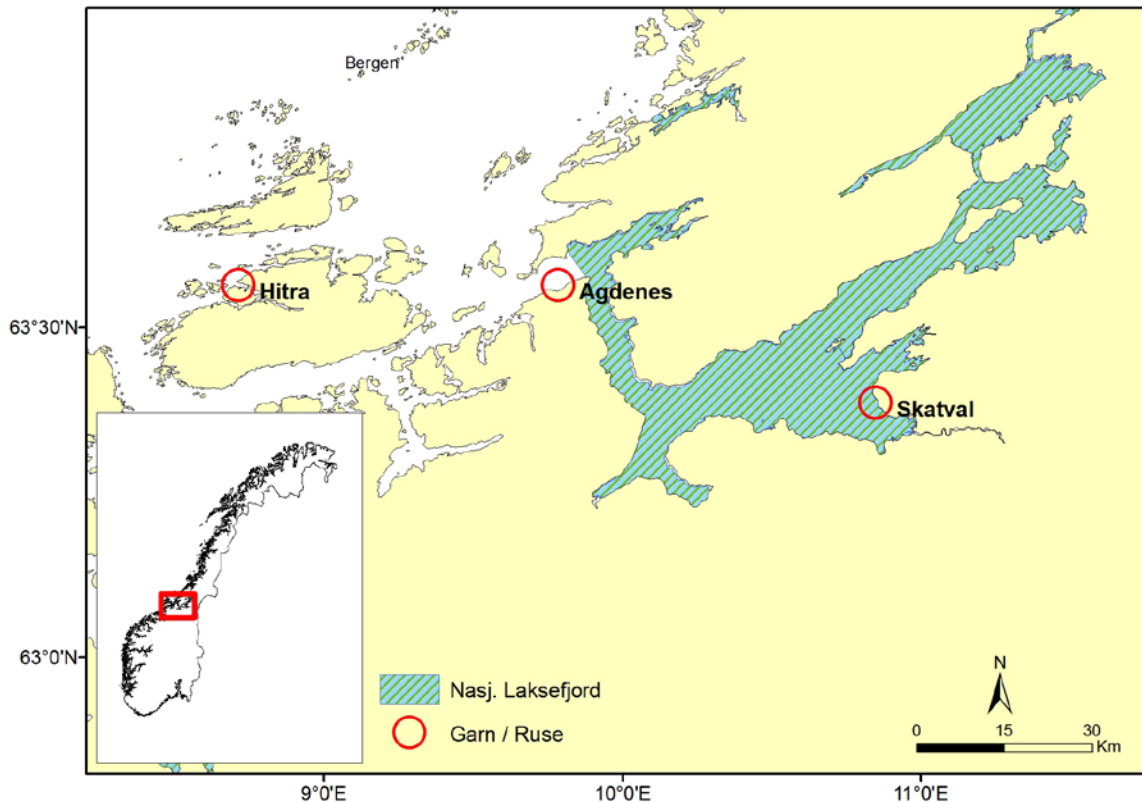 Bergen
Hitra
Agdenes
63°30'N
Skatval
63°0'N
N
Nasj. Laksefjord
Garn / Ruse
0 15 30
Km
9°0'E 10°0'E 11°0'E